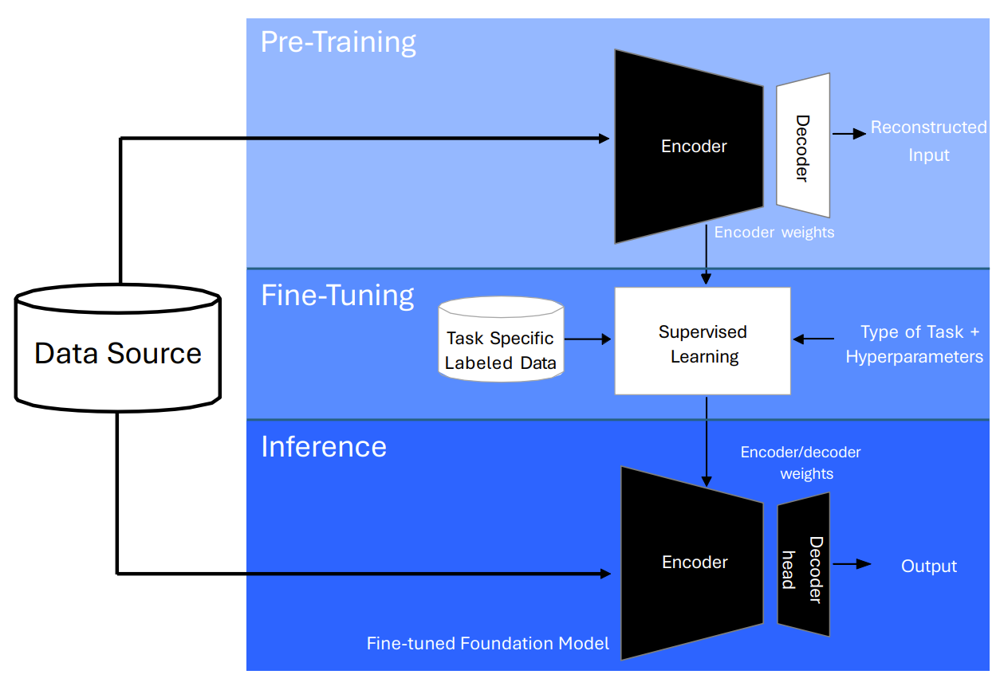 Pre-Training
Encoder
Decoder
Reconstructed
Input
Encoder weights
Data Source
Fine-Tuning
Task Specific
Labeled Data
Supervised
Learning
Type of Task +
Hyperparameters
Inference
Encoder/decoder
weights
Encoder
Decoder
head
Output
Fine-tuned Foundation Model